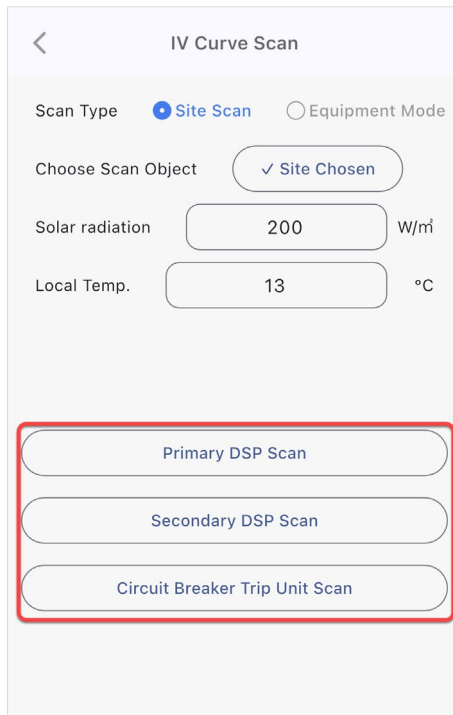 IV Curve Scan
Scan Type Site Scan Equipment Mode
Choose Scan Object ✓ Site Chosen
Solar radiation 200 W/㎡
Local Temp. 13 °C
Primary DSP Scan
Secondary DSP Scan
Circuit Breaker Trip Unit Scan